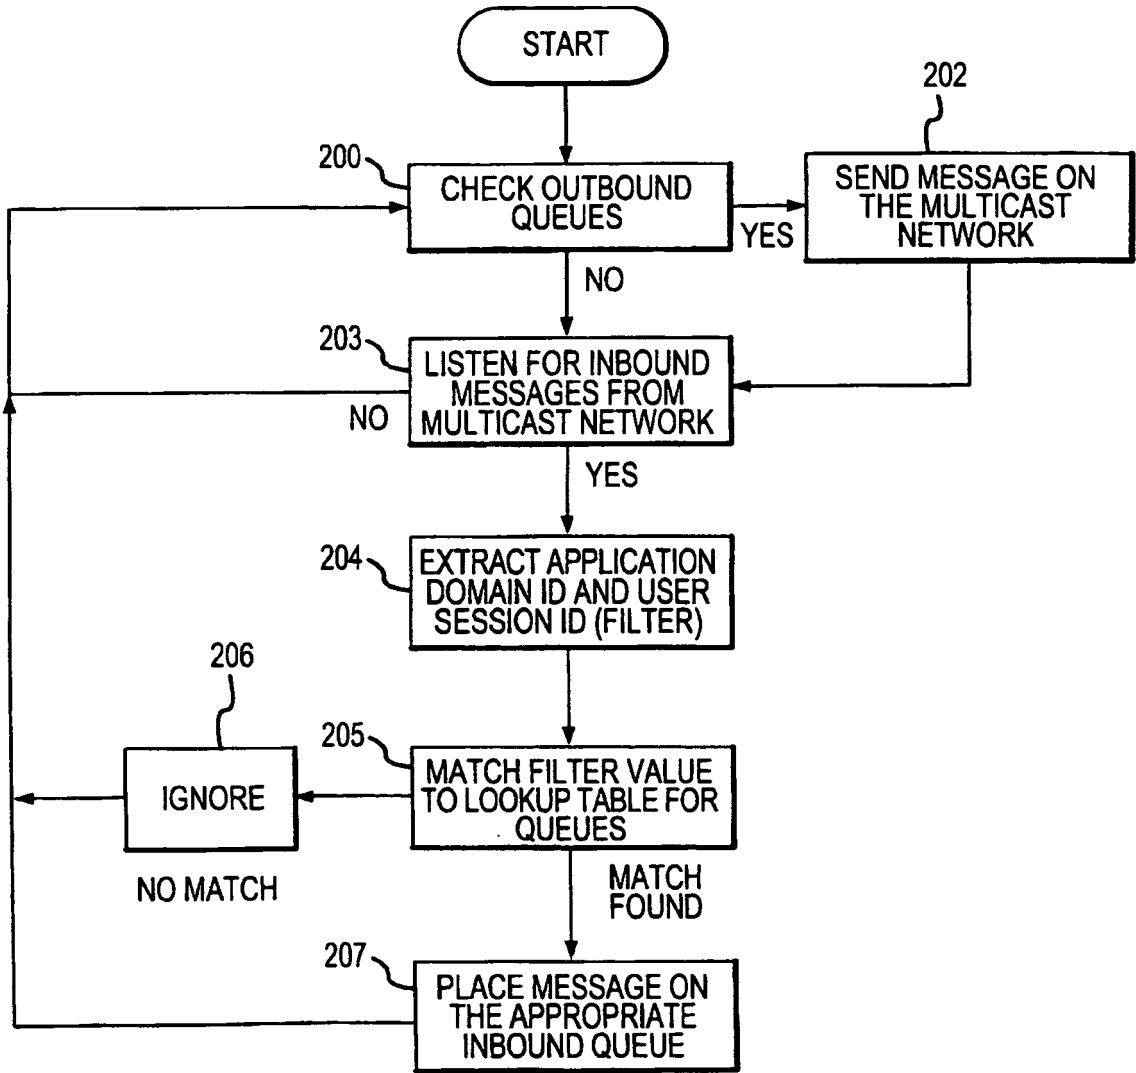 START
202
200
CHECK OUTBOUND
QUEUES
YES
SEND MESSAGE ON
THE MULTICAST
NETWORK
NO
203
LISTEN FOR INBOUND
MESSAGES FROM
MULTICAST NETWORK
NO
YES
204
EXTRACT APPLICATION
DOMAIN ID AND USER
SESSION ID (FILTER)
206
IGNORE
NO MATCH
205
MATCH FILTER VALUE
TO LOOKUP TABLE FOR
QUEUES
MATCH
FOUND
207
PLACE MESSAGE ON
THE APPROPRIATE
INBOUND QUEUE